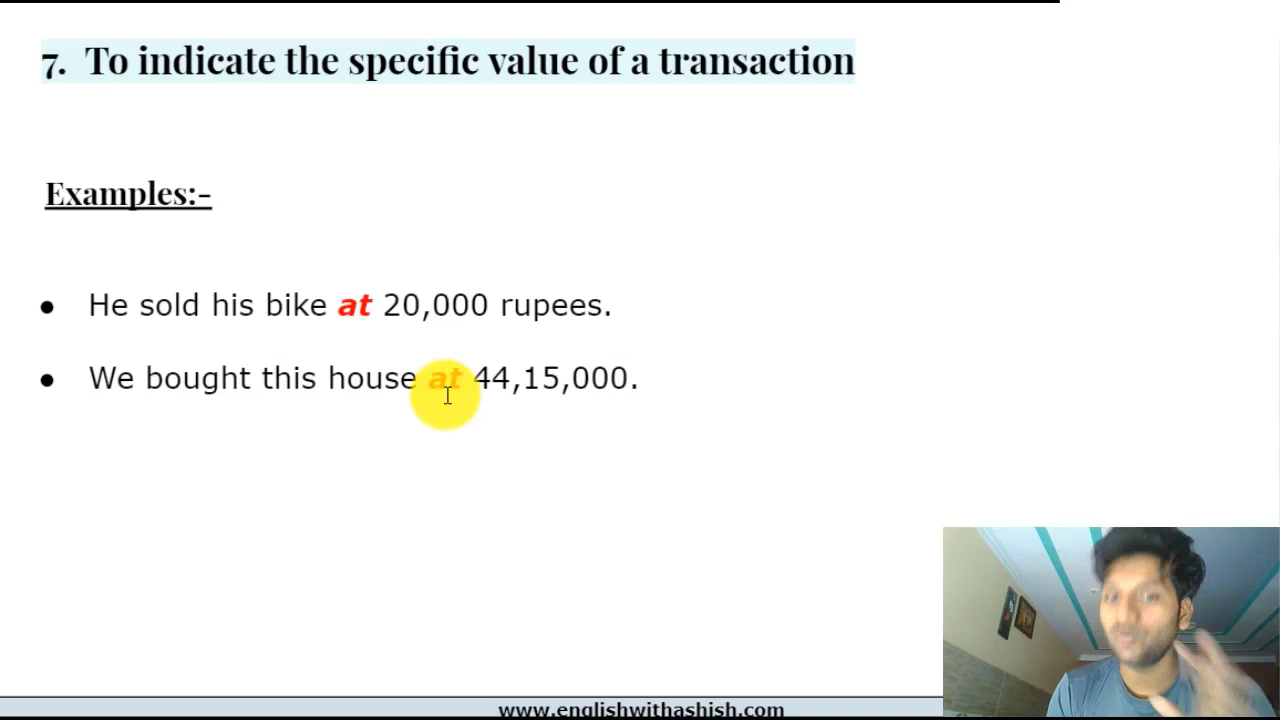 7. To indicate the specific value of a transaction
Examples:-
● He sold his bike at 20,000 rupees.
● We bought this house at 44,15,000.
www.englishwithashish.com